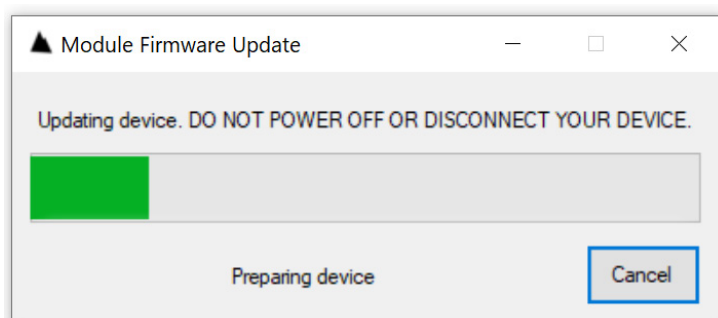 Module Firmware Update
Updating device. DO NOT POWER OFF OR DISCONNECT YOUR DEVICE.
Preparing device
Cancel